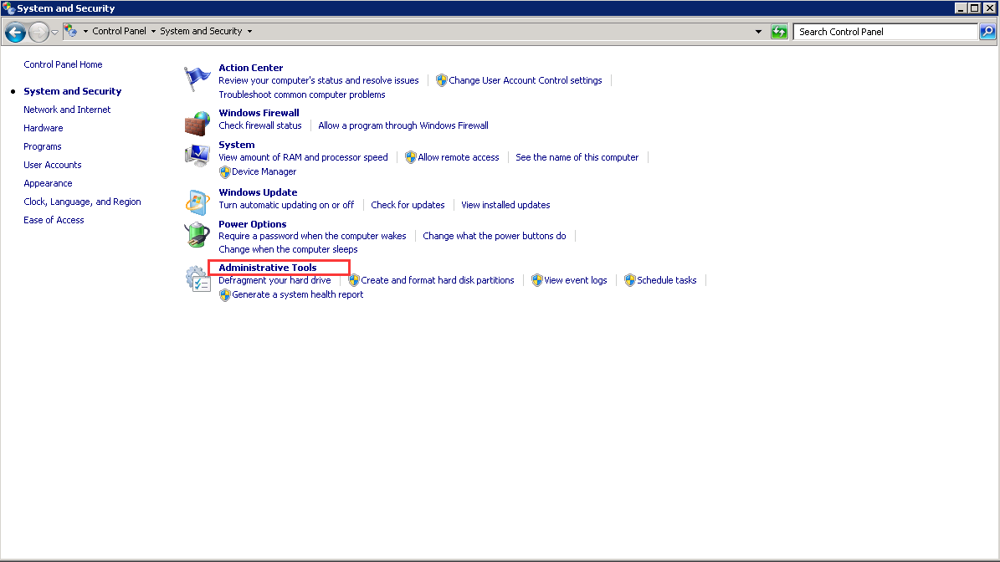 System and Security
Control Panel System and Security
Search Control Panel
Control Panel Home
System and Security
Network and Internet
Hardware
Programs
User Accounts
Appearance
Clock, Language, and Region
Ease of Access
Action Center
Review your computer's status and resolve issues Change User Account Control settings
Troubleshoot common computer problems
Windows Firewall
Check firewall status Allow a program through Windows Firewall
System
View amount of RAM and processor speed Allow remote access See the name of this computer
Device Manager
Windows Update
Turn automatic updating on or off Check for updates View installed updates
Power Options
Require a password when the computer wakes Change what the power buttons do
Change when the computer sleeps
Administrative Tools
Defragment your hard drive Create and format hard disk partitions View event logs Schedule tasks
Generate a system health report